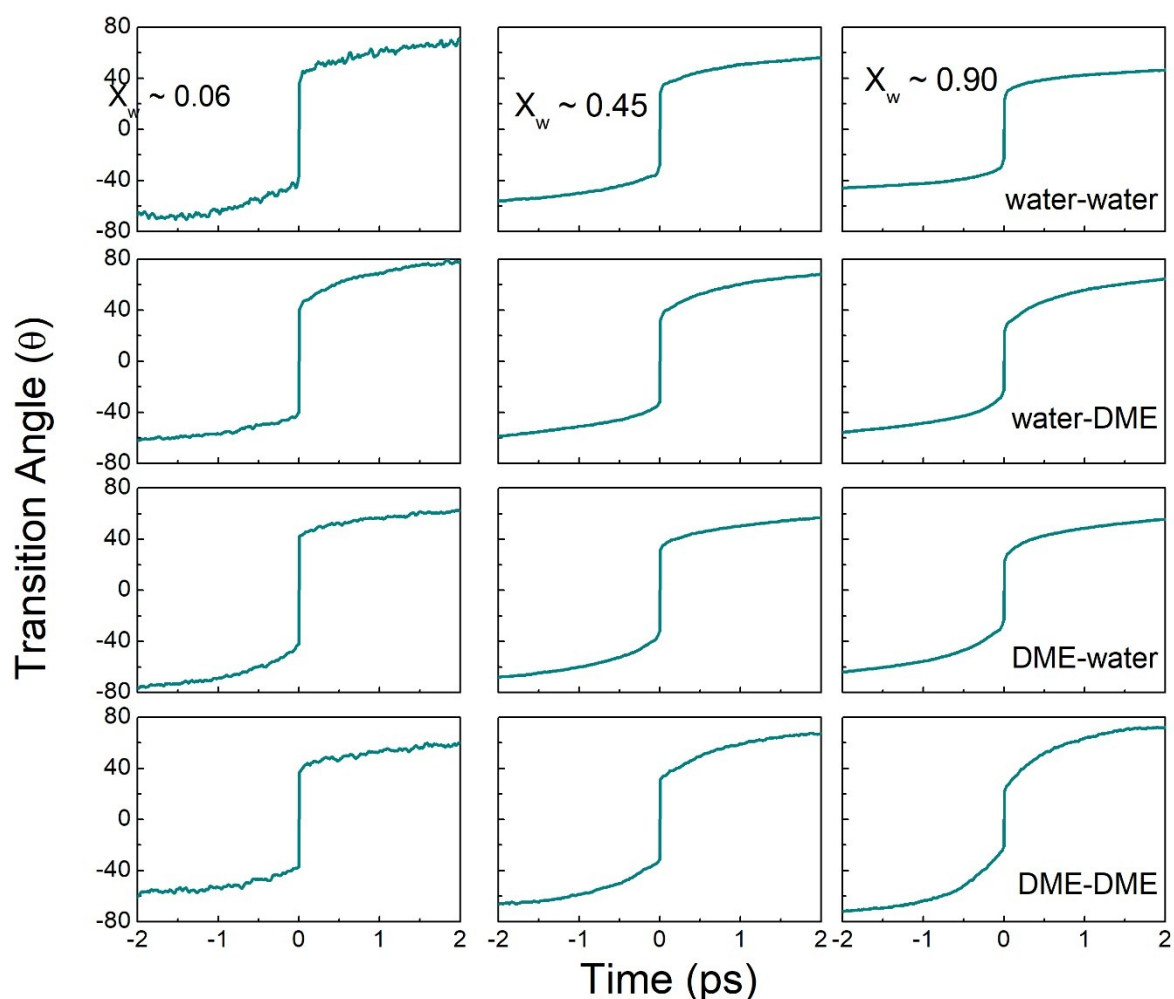 Transition Angle (θ)
80
40
0
-40
-80
X_w ~ 0.06
X_w ~ 0.45
X_w ~ 0.90
water-water
80
40
0
-40
-80
water-DME
80
40
0
-40
-80
DME-water
80
40
0
-40
-80
DME-DME
-2 -1 0 1 2 -2 -1 0 1 2 -2 -1 0 1 2
Time (ps)